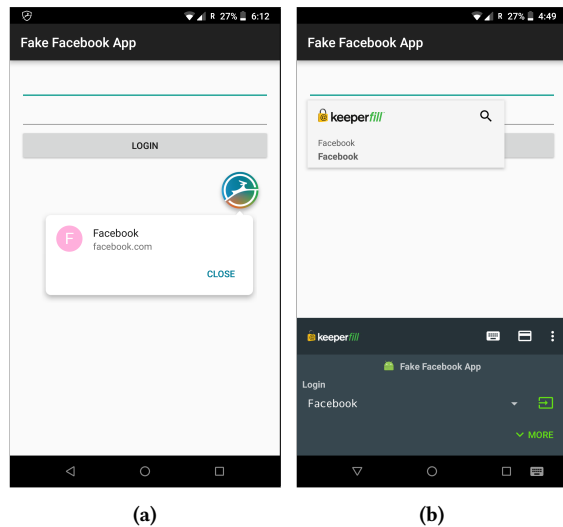 R 27% 6:12
Fake Facebook App
LOGIN
F
Facebook
facebook.com
CLOSE
(a)
R 27% 4:49
Fake Facebook App
keeperfill
Facebook
Facebook
keeperfill
Fake Facebook App
Login
Facebook
MORE
(b)